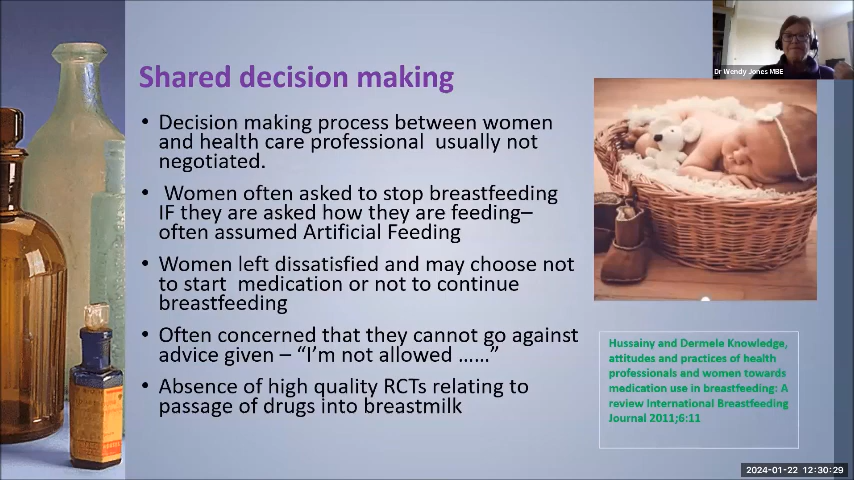 Shared decision making
• Decision making process between women
and health care professional usually not
negotiated.
• Women often asked to stop breastfeeding
IF they are asked how they are feeding–
often assumed Artificial Feeding
• Women left dissatisfied and may choose not
to start medication or not to continue
breastfeeding
• Often concerned that they cannot go against
advice given – “I’m not allowed ……”
• Absence of high quality RCTs relating to
passage of drugs into breastmilk
Dr Wendy Jones MBE
Hussainy and Dermele Knowledge,
attitudes and practices of health
professionals and women towards
medication use in breastfeeding: A
review International Breastfeeding
Journal 2011;6:11
2024-01-22 12:30:29